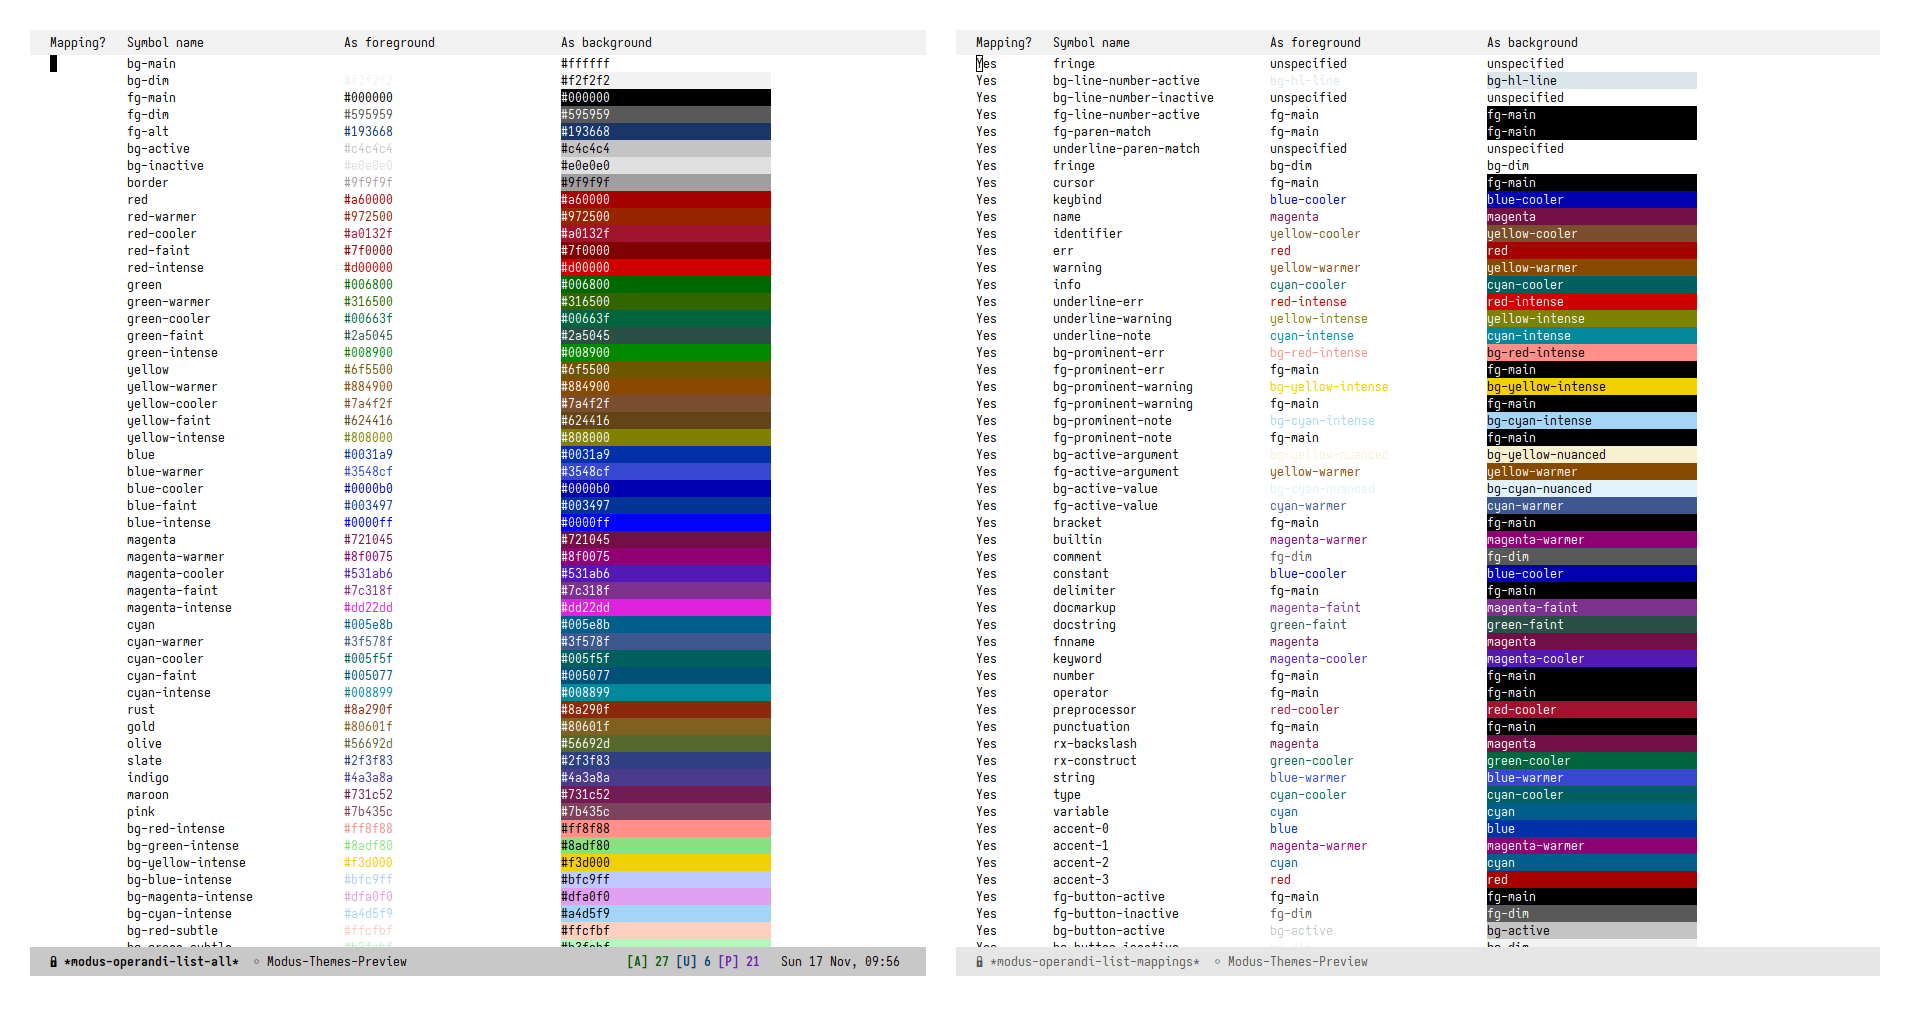 Mapping? Symbol name As foreground As background
bg-main #ffffff
bg-dim #f2f2f2 #f2f2f2
fg-main #000000 #000000
fg-dim #595959 #595959
fg-alt #193668 #193668
bg-active #c4c4c4 #c4c4c4
bg-inactive #e0e0e0 #e0e0e0
border #9f9f9f #9f9f9f
red #a60000 #a60000
red-warmer #972500 #972500
red-cooler #a0132f #a0132f
red-faint #7f0000 #7f0000
red-intense #d00000 #d00000
green #006800 #006800
green-warmer #316500 #316500
green-cooler #00663f #00663f
green-faint #2a5045 #2a5045
green-intense #008900 #008900
yellow #6f5500 #6f5500
yellow-warmer #884900 #884900
yellow-cooler #7a4f2f #7a4f2f
yellow-faint #624416 #624416
yellow-intense #808000 #808000
blue #0031a9 #0031a9
blue-warmer #3548cf #3548cf
blue-cooler #0000b0 #0000b0
blue-faint #003497 #003497
blue-intense #0000ff #0000ff
magenta #721045 #721045
magenta-warmer #8f0075 #8f0075
magenta-cooler #531ab6 #531ab6
magenta-faint #7c318f #7c318f
magenta-intense #dd22dd #dd22dd
cyan #005e8b #005e8b
cyan-warmer #3f578f #3f578f
cyan-cooler #005f5f #005f5f
cyan-faint #005077 #005077
cyan-intense #008899 #008899
rust #8a290f #8a290f
gold #80601f #80601f
olive #56692d #56692d
slate #2f3f83 #2f3f83
indigo #4a3a8a #4a3a8a
maroon #731c52 #731c52
pink #7b435c #7b435c
bg-red-intense #ff8f88 #ff8f88
bg-green-intense #8adf80 #8adf80
bg-yellow-intense #f3d000 #f3d000
bg-blue-intense #bfc9ff #bfc9ff
bg-magenta-intense #dfa0f0 #dfa0f0
bg-cyan-intense #a4d5f9 #a4d5f9
bg-red-subtle #ffcfbf #ffcfbf
bg-green-subtle #b3fabf #b3fabf
*modus-operandi-list-all* ◦ Modus-Themes-Preview [A] 27 [U] 6 [P] 21 Sun 17 Nov, 09:56
Mapping? Symbol name As foreground As background
Yes fringe unspecified unspecified
Yes bg-line-number-active bg-hl-line bg-hl-line
Yes bg-line-number-inactive unspecified unspecified
Yes fg-line-number-active fg-main fg-main
Yes fg-paren-match fg-main fg-main
Yes underline-paren-match unspecified unspecified
Yes fringe bg-dim bg-dim
Yes cursor fg-main fg-main
Yes keybind blue-cooler blue-cooler
Yes name magenta magenta
Yes identifier yellow-cooler yellow-cooler
Yes err red red
Yes warning yellow-warmer yellow-warmer
Yes info cyan-cooler cyan-cooler
Yes underline-err red-intense red-intense
Yes underline-warning yellow-intense yellow-intense
Yes underline-note cyan-intense cyan-intense
Yes bg-prominent-err bg-red-intense bg-red-intense
Yes fg-prominent-err fg-main fg-main
Yes bg-prominent-warning bg-yellow-intense bg-yellow-intense
Yes fg-prominent-warning fg-main fg-main
Yes bg-prominent-note bg-cyan-intense bg-cyan-intense
Yes fg-prominent-note fg-main fg-main
Yes bg-active-argument bg-yellow-nuanced bg-yellow-nuanced
Yes fg-active-argument yellow-warmer yellow-warmer
Yes bg-active-value bg-cyan-nuanced bg-cyan-nuanced
Yes fg-active-value cyan-warmer cyan-warmer
Yes bracket fg-main fg-main
Yes builtin magenta-warmer magenta-warmer
Yes comment fg-dim fg-dim
Yes constant blue-cooler blue-cooler
Yes delimiter fg-main fg-main
Yes docmarkup magenta-faint magenta-faint
Yes docstring green-faint green-faint
Yes fnname magenta magenta
Yes keyword magenta-cooler magenta-cooler
Yes number fg-main fg-main
Yes operator fg-main fg-main
Yes preprocessor red-cooler red-cooler
Yes punctuation fg-main fg-main
Yes rx-backslash magenta magenta
Yes rx-construct green-cooler green-cooler
Yes string blue-warmer blue-warmer
Yes type cyan-cooler cyan-cooler
Yes variable cyan cyan
Yes accent-0 blue blue
Yes accent-1 magenta-warmer magenta-warmer
Yes accent-2 cyan cyan
Yes accent-3 red red
Yes fg-button-active fg-main fg-main
Yes fg-button-inactive fg-dim fg-dim
Yes bg-button-active bg-active bg-active
Yes bg-button-inactive bg-dim bg-dim
*modus-operandi-list-mappings* ◦ Modus-Themes-Preview